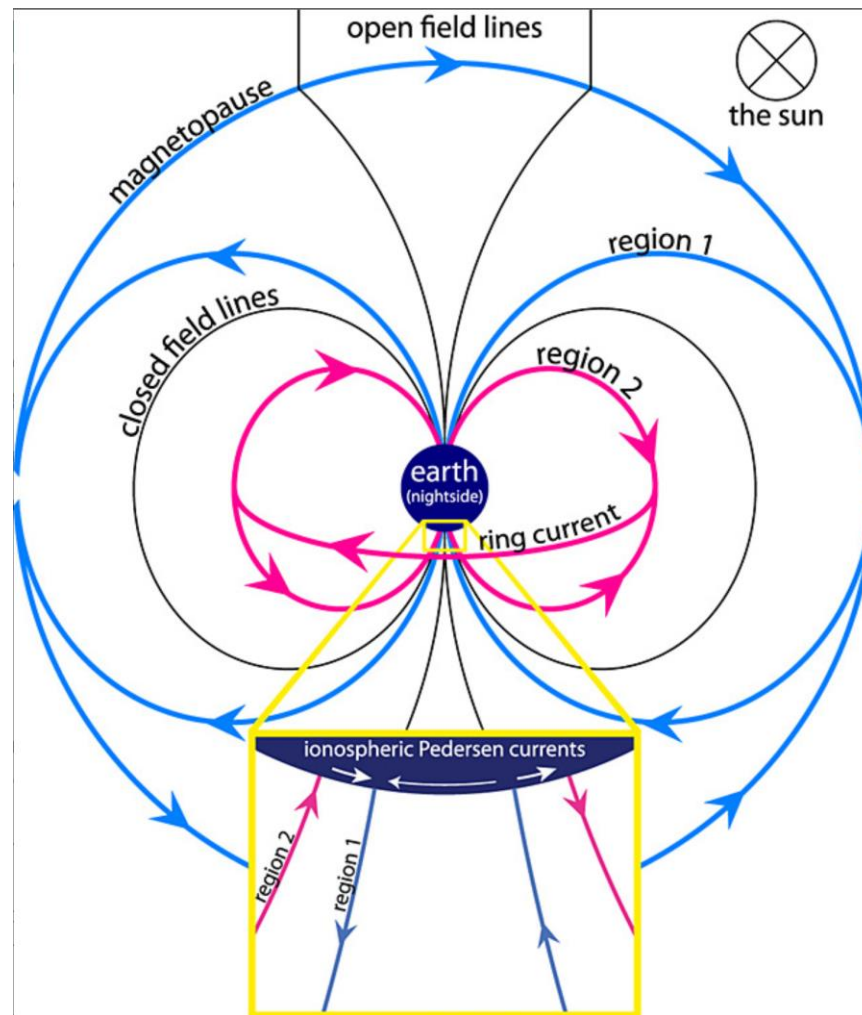 open field lines
the sun
magnetopause
region 1
closed field lines
region 2
earth
(nightside)
ring current
ionospheric Pedersen currents
region 2
region 1